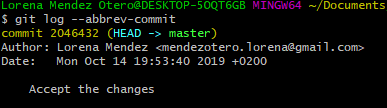 Lorena Mendez Otero@DESKTOP-5OQT6GB MINGW64 ~/Documents
$ git log --abbrev-commit
commit 2046432 (HEAD -> master)
Author: Lorena Mendez <mendezotero.lorena@gmail.com>
Date:   Mon Oct 14 19:53:40 2019 +0200
    Accept the changes